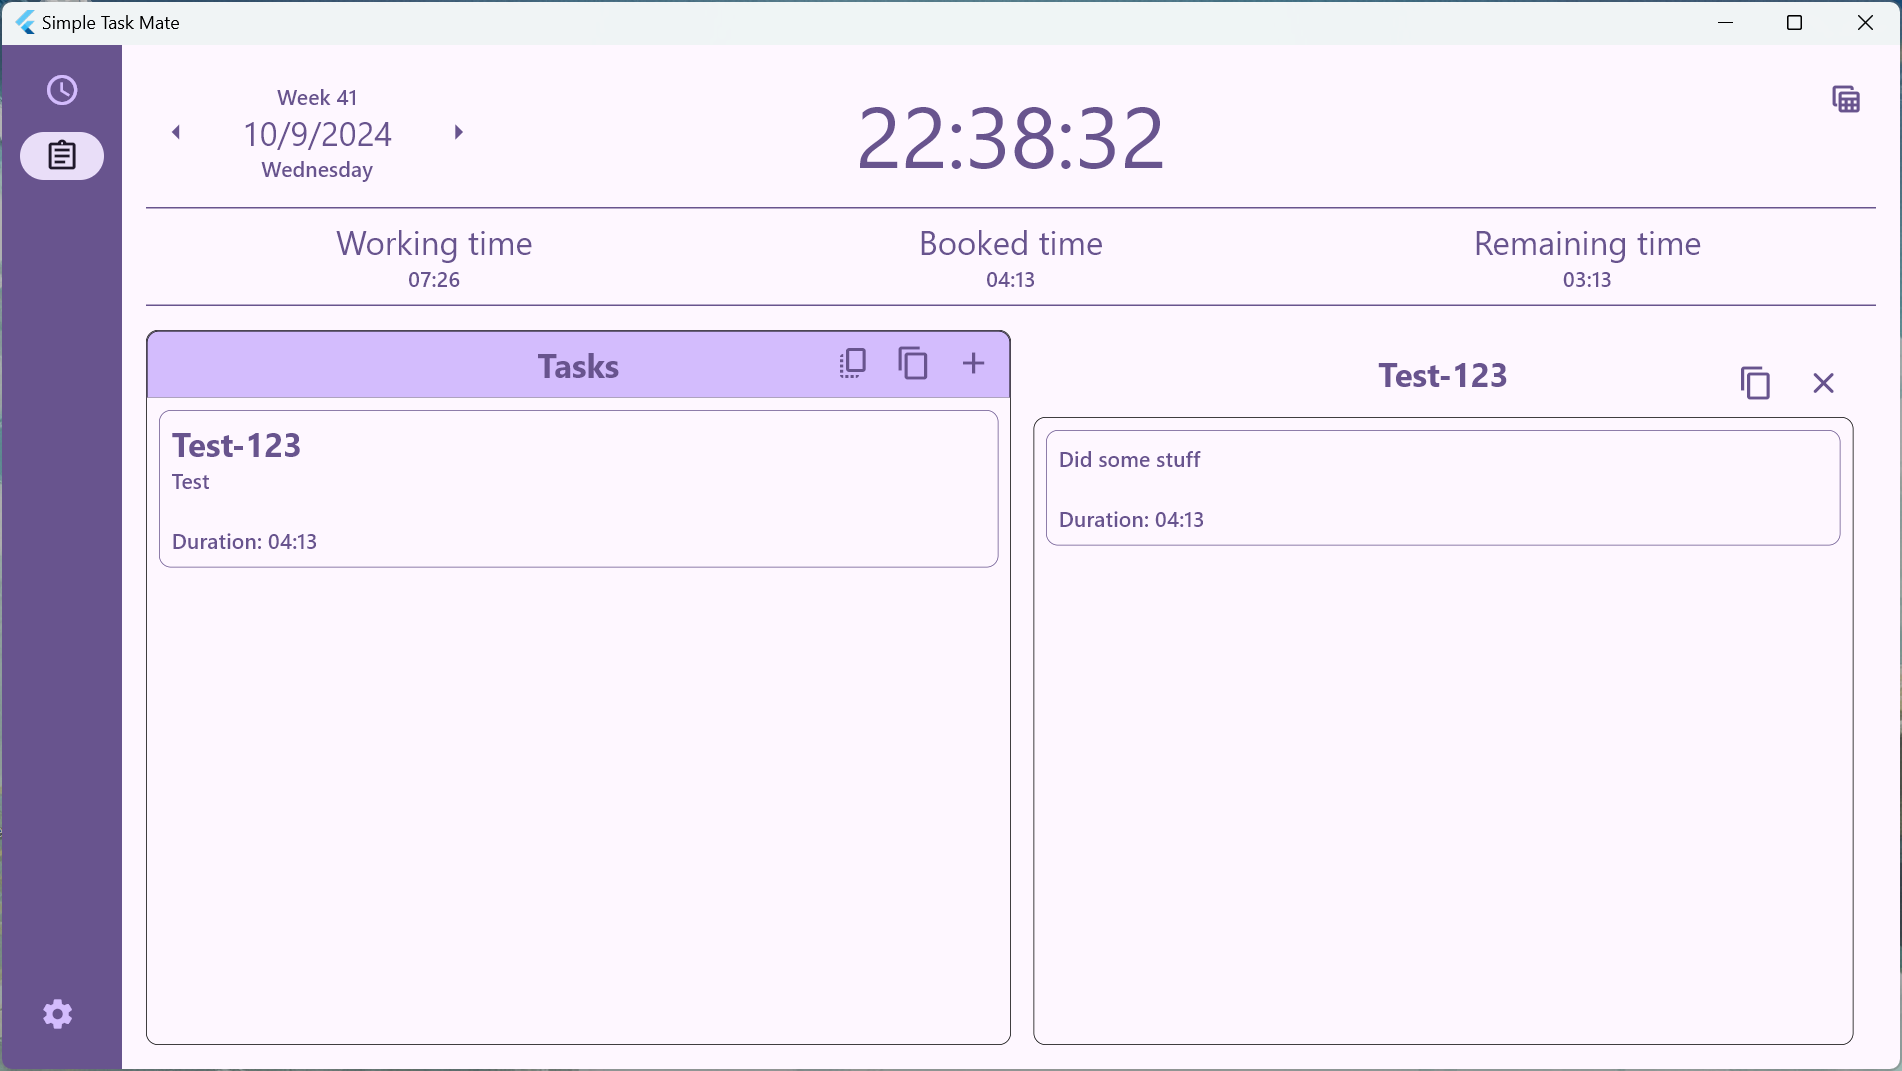 Simple Task Mate
Week 41
10/9/2024
Wednesday
22:38:32
Working time
07:26
Booked time
04:13
Remaining time
03:13
Tasks
Test-123
Test
Duration: 04:13
Test-123
Did some stuff
Duration: 04:13